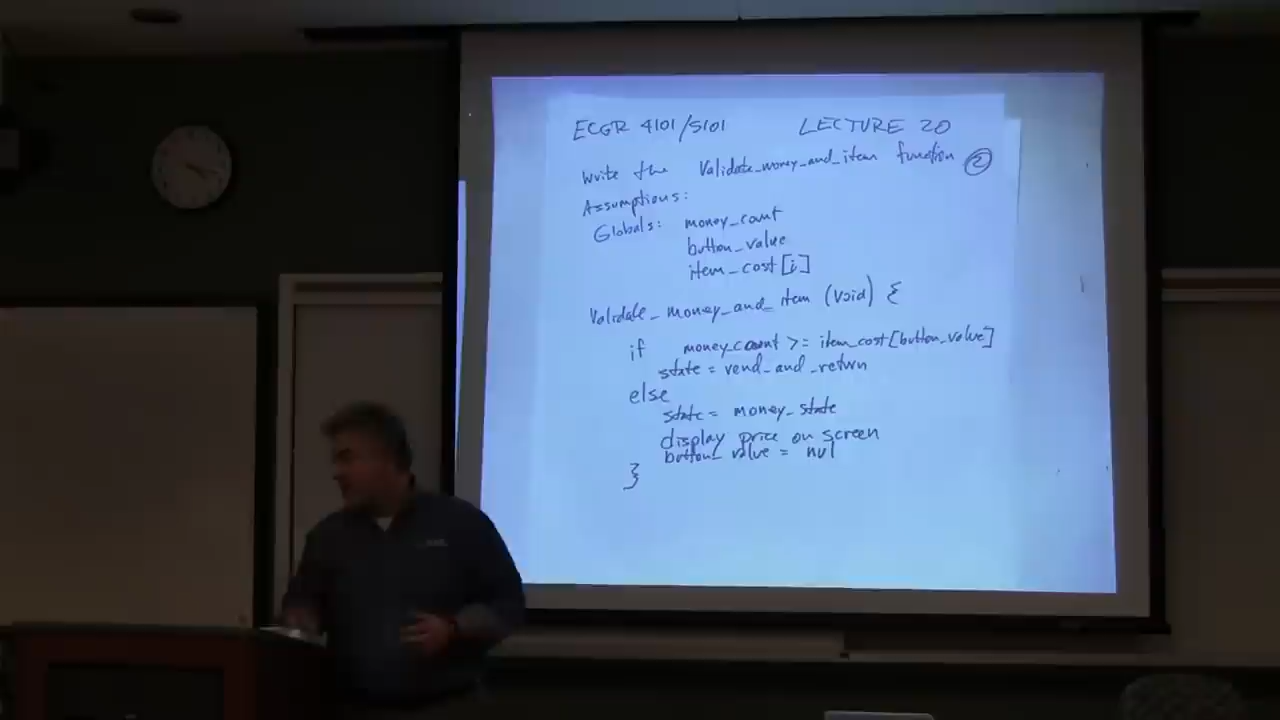 ECGR 4101/5101 LECTURE 20
Write the Validate_money_and_item function 2
Assumptions:
Globals: money_count
button_value
item_cost[i]
Validate_money_and_item (void) {
if money_count >= item_cost[button_value]
state = vend_and_return
else
state = money_state
display price on screen
button_value = nul
}